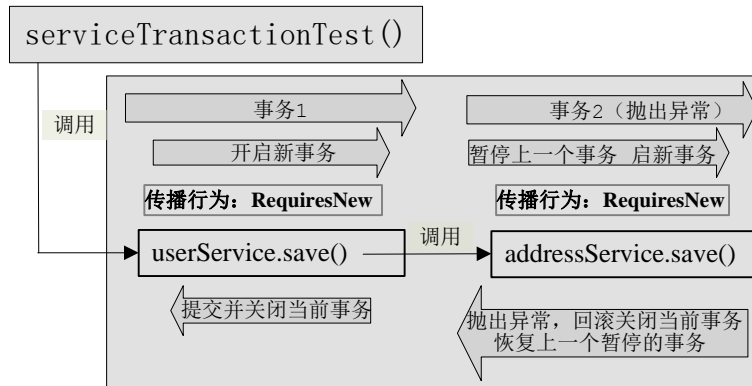 serviceTransactionTest()
调用
事务1
事务2（抛出异常）
开启新事务
暂停上一个事务 启新事务
传播行为：RequiresNew
传播行为：RequiresNew
userService.save()
调用
addressService.save()
提交并关闭当前事务
抛出异常，回滚关闭当前事务
恢复上一个暂停的事务